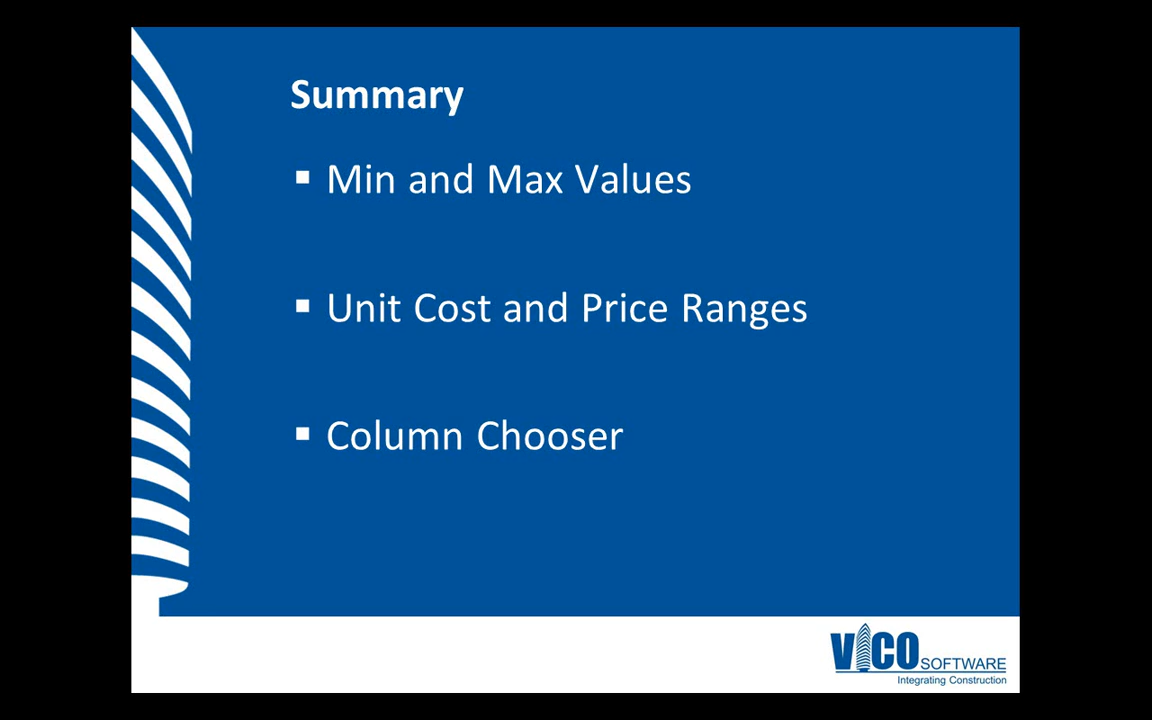 Summary
▪ Min and Max Values
▪ Unit Cost and Price Ranges
▪ Column Chooser
VICO SOFTWARE
Integrating Construction